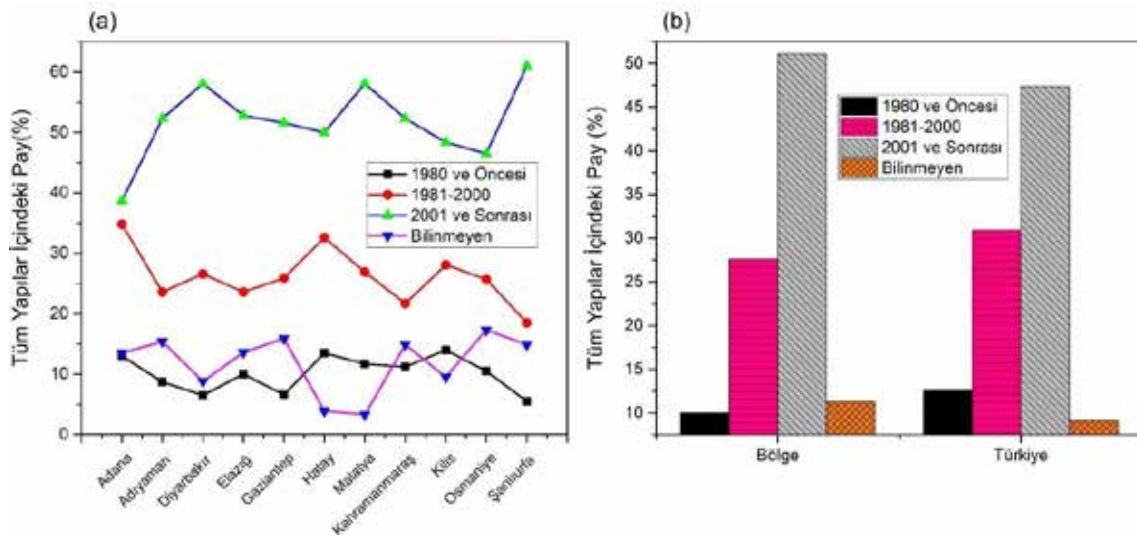 (a)
Tüm Yapılar İçindeki Pay(%)
60
50
40
30
20
10
0
1980 ve Öncesi
1981-2000
2001 ve Sonrası
Bilinmeyen
Adana
Adıyaman
Diyarbakır
Elazığ
Gaziantep
Hatay
Malatya
Kahramanmaraş
Kilis
Osmaniye
Şanlıurfa
(b)
Tüm Yapılar İçindeki Pay (%)
50
45
40
35
30
25
20
15
10
1980 ve Öncesi
1981-2000
2001 ve Sonrası
Bilinmeyen
Bölge
Türkiye